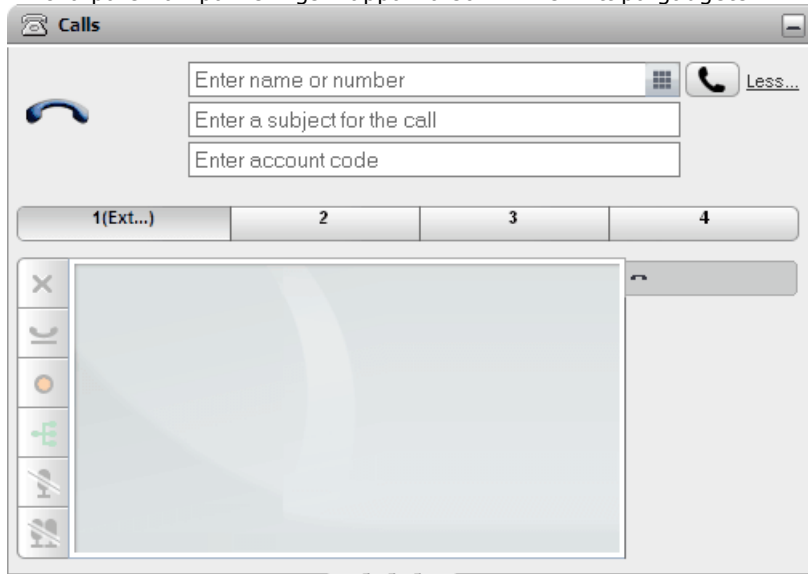 Calls
Enter name or number
Less...
Enter a subject for the call
Enter account code
1(Ext...) 2 3 4